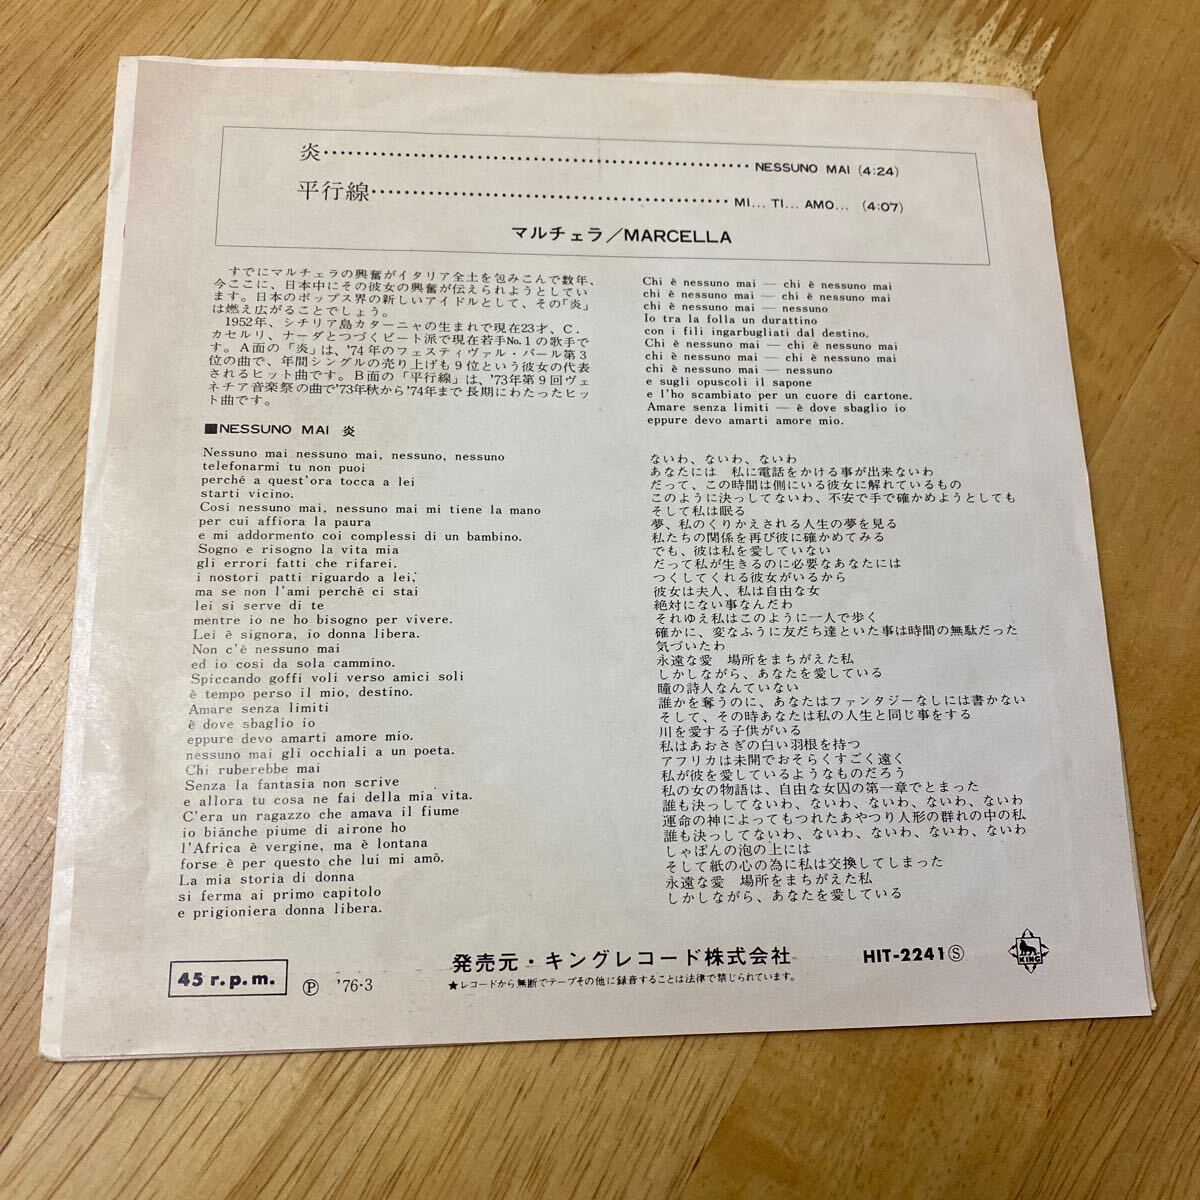 炎 NESSUNO MAI (4:24)
平行線 MI... TI... AMO... (4:07)
マルチェラ/MARCELLA
すでにマルチェラの興奮がイタリア全土を包みこんで数年、
今ここに、日本中にその彼女の興奮が伝えられようとしてい
ます。日本のポップス界の新しいアイドルとして、その「炎」
は燃え広がることでしょう。
1952年、シチリア島カターニャの生まれで現在23才、C.
カセルリ、ナーダとつづくビート派で現在若手No.1の歌手で
す。A面の「炎」は、'74年のフェスティヴァル・バール第3
位の曲で、年間シングルの売り上げも9位という彼女の代表
されるヒット曲です。B面の「平行線」は、'73年第9回ヴェ
ネチア音楽祭の曲で'73年秋から'74年まで長期にわたったヒッ
ト曲です。
■NESSUNO MAI 炎
Nessuno mai nessuno mai, nessuno, nessuno
telefonarmi tu non puoi
perché a quest'ora tocca a lei
starti vicino.
Cosi nessuno mai, nessuno mai mi tiene la mano
per cui affiora la paura
e mi addormento coi complessi di un bambino.
Sogno e risogno la vita mia
gli errori fatti che rifarei.
i nostori patti riguardo a lei,
ma se non l'ami perché ci stai
lei si serve di te
mentre io ne ho bisogno per vivere.
Lei è signora, io donna libera.
Non c'è nessuno mai
ed io cosi da sola cammino.
Spiccando goffi voli verso amici soli
è tempo perso il mio, destino.
Amare senza limiti
è dove sbaglio io
eppure devo amarti amore mio.
nessuno mai gli occhiali a un poeta.
Chi ruberebbe mai
Senza la fantasia non scrive
e allora tu cosa ne fai della mia vita.
C'era un ragazzo che amava il fiume
io biánche piume di airone ho
l'Africa è vergine, ma è lontana
forse è per questo che lui mi amò.
La mia storia di donna
si ferma ai primo capitolo
e prigioniera donna libera.
Chi è nessuno mai — chi è nessuno mai
chi è nessuno mai — chi è nessuno mai
chi è nessuno mai — nessuno
Io tra la folla un durattino
con i fili ingarbugliati dal destino.
Chi è nessuno mai — chi è nessuno mai
chi è nessuno mai — chi è nessuno mai
chi è nessuno mai — nessuno
e sugli opuscoli il sapone
e l'ho scambiato per un cuore di cartone.
Amare senza limiti — è dove sbaglio io
eppure devo amarti amore mio.
ないわ、ないわ、ないわ
あなたには 私に電話をかける事が出来ないわ
だって、この時間は側にいる彼女に解れているもの
このように決ってないわ、不安で手で確かめようとしても
そして私は眠る
夢、私のくりかえされる人生の夢を見る
私たちの関係を再び彼に確かめてみる
でも、彼は私を愛していない
だって私が生きるのに必要なあなたには
つくしてくれる彼女がいるから
彼女は夫人、私は自由な女
絶対にない事なんだわ
それゆえ私はこのように一人で歩く
確かに、変なふうに友だち達といた事は時間の無駄だった
気づいたわ
永遠な愛 場所をまちがえた私
しかしながら、あなたを愛している
瞳の詩人なんていない
誰かを奪うのに、あなたはファンタジーなしには書かない
そして、その時あなたは私の人生と同じ事をする
川を愛する子供がいる
私はあおさぎの白い羽根を持つ
アフリカは未開でおそらくすごく遠く
私が彼を愛しているようなものだろう
私の女の物語は、自由な女囚の第一章でとまった
誰も決ってないわ、ないわ、ないわ、ないわ、ないわ
運命の神によってもつれたあやつり人形の群れの中の私
誰も決ってないわ、ないわ、ないわ、ないわ、ないわ
しゃぼんの泡の上には
そして紙の心の為に私は交換してしまった
永遠な愛 場所をまちがえた私
しかしながら、あなたを愛している
45 r.p.m.
Ⓟ '76・3
発売元・キングレコード株式会社
★レコードから無断でテープその他に録音することは法律で禁じられています。
HIT-2241Ⓢ
KING